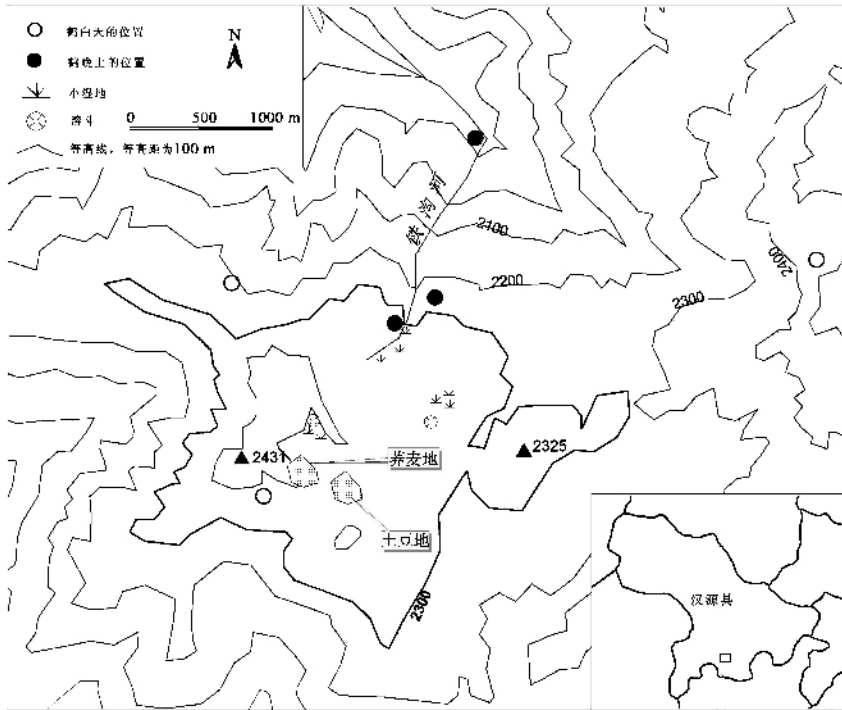 鹤白天的位置
鹤晚上的位置
小湿地
等高线，等高距为100 m
N
0 500 1000 m
2100
2200
2300
2400
2431
2325
荞麦地
土豆地
2300
汉源县